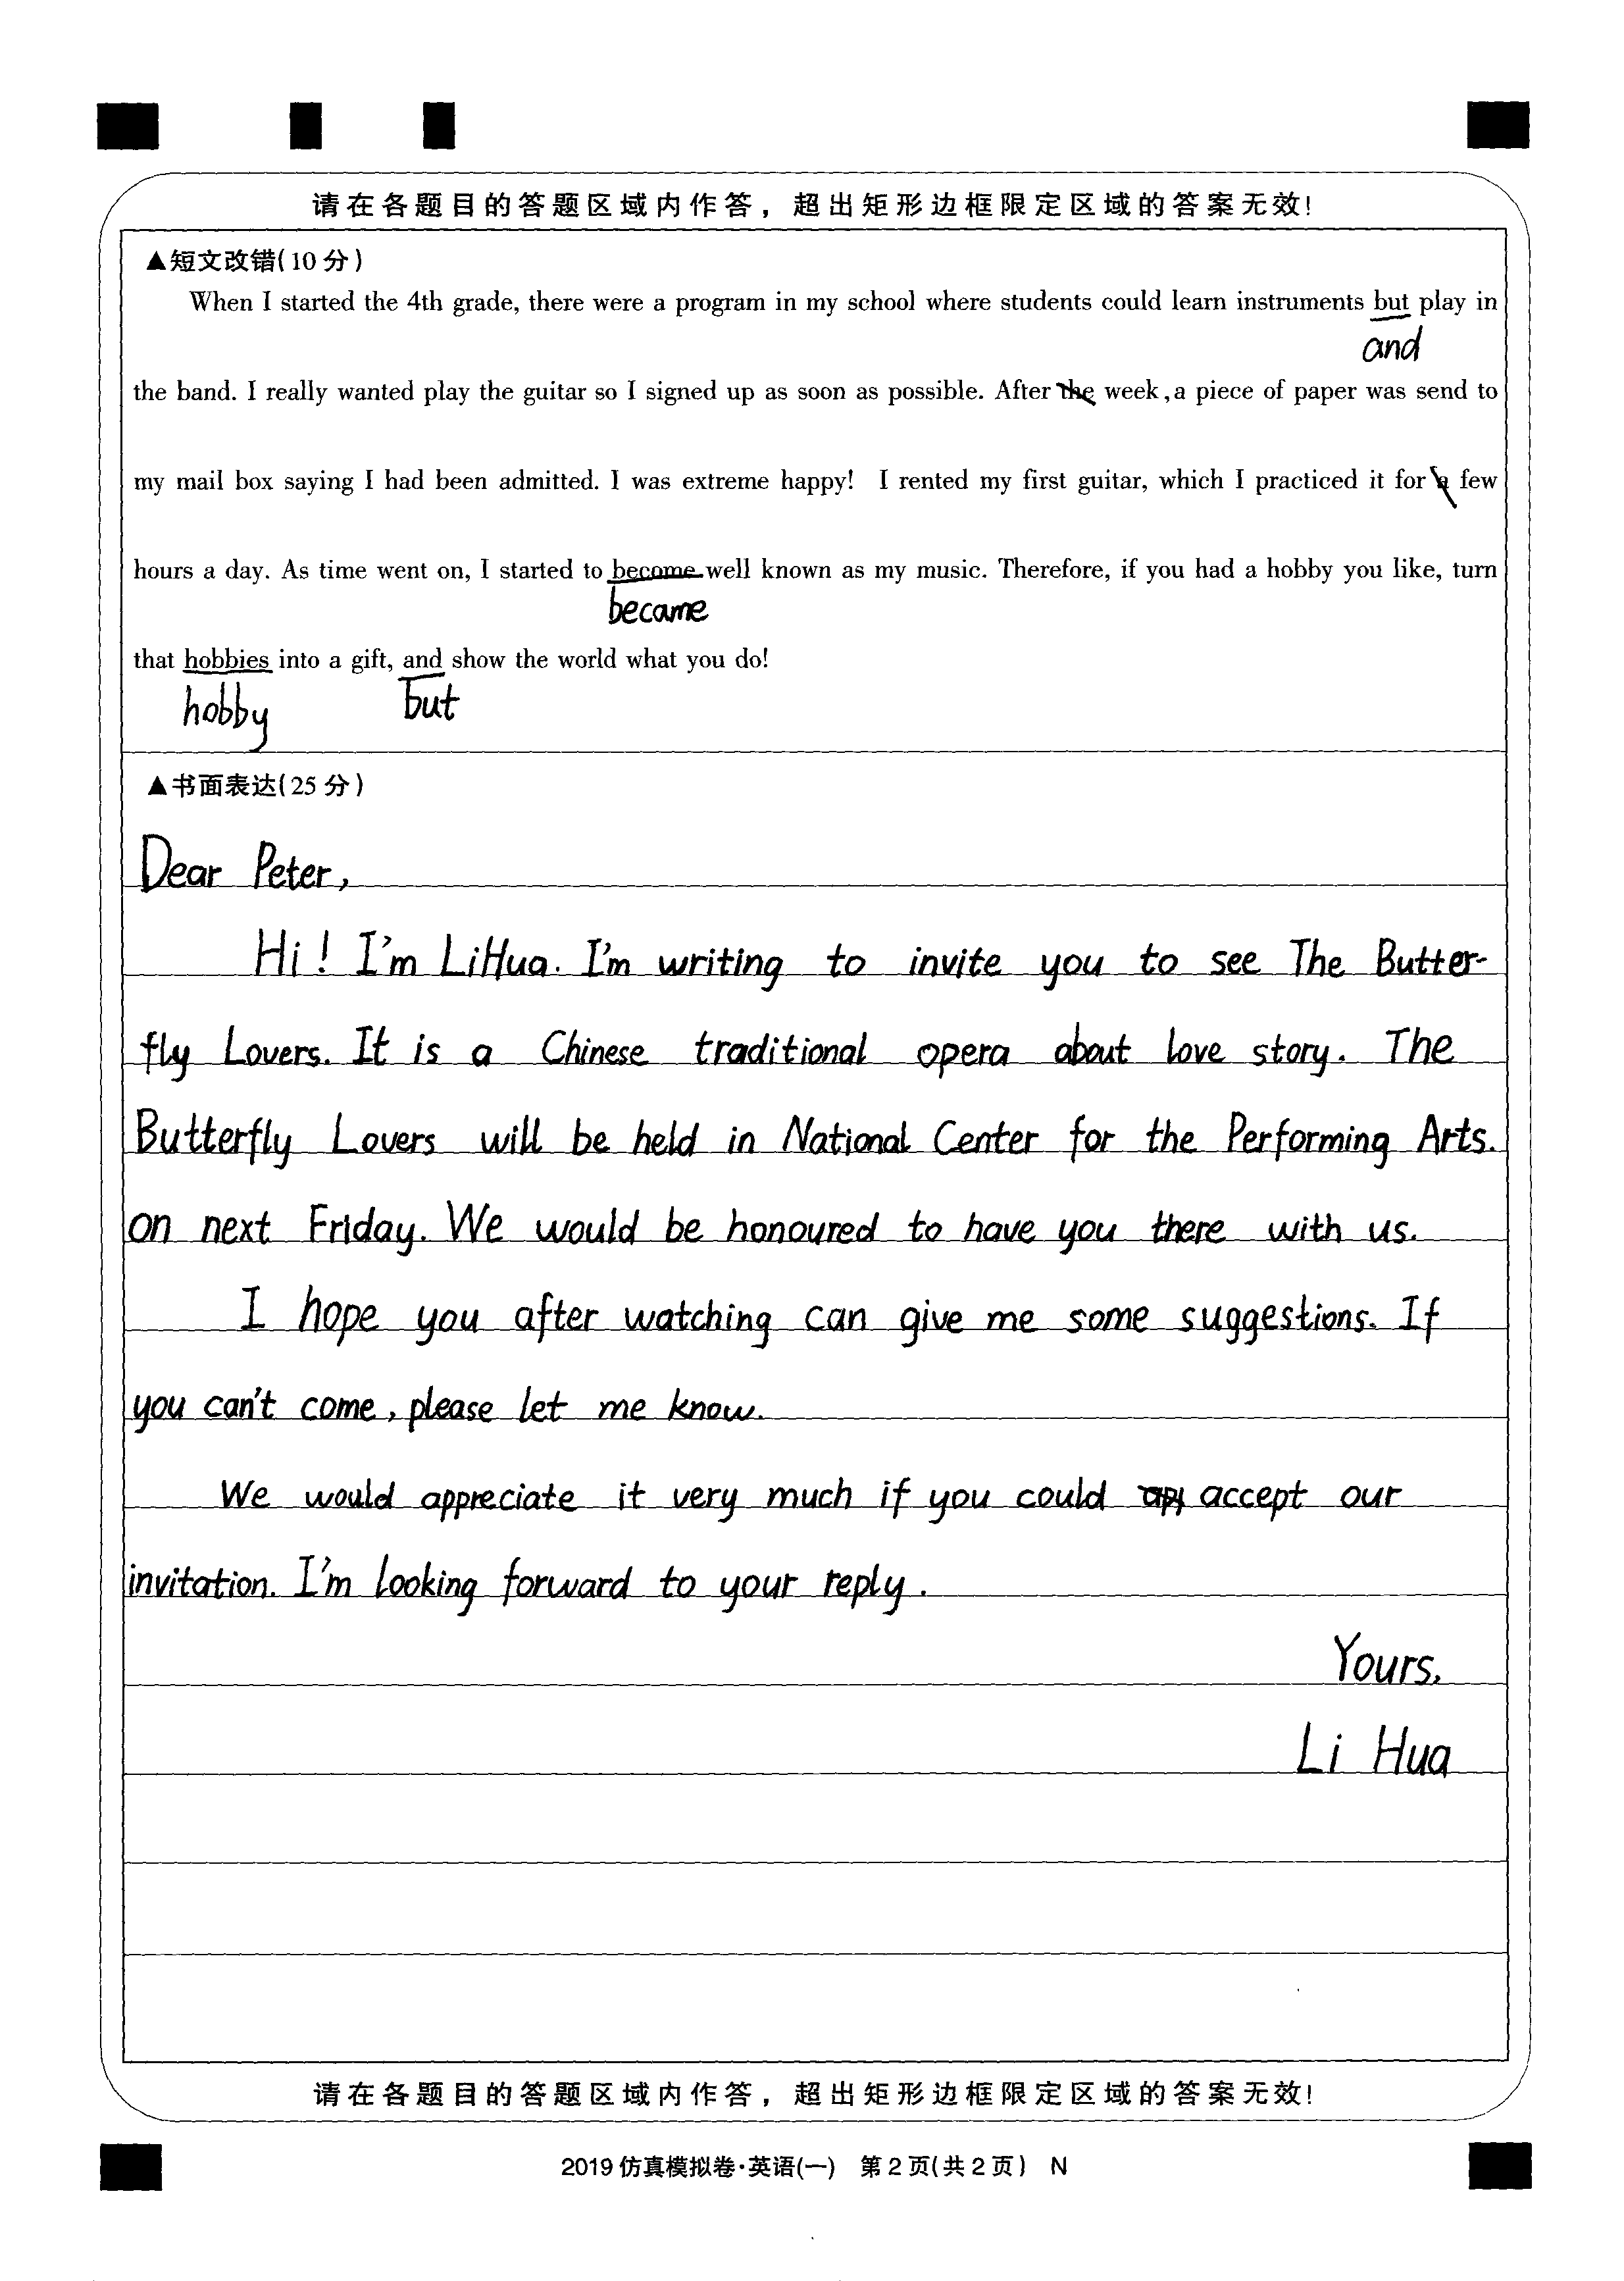 请在各题目的答题区域内作答，超出矩形边框限定区域的答案无效!
▲短文改错(10分)
When I started the 4th grade, there were a program in my school where students could learn instruments but play in
and
the band. I really wanted play the guitar so I signed up as soon as possible. After the week, a piece of paper was send to
my mail box saying I had been admitted. I was extreme happy! I rented my first guitar, which I practiced it for a few
hours a day. As time went on, I started to become well known as my music. Therefore, if you had a hobby you like, turn
became
that hobbies into a gift, and show the world what you do!
hobby but
▲书面表达(25分)
Dear Peter,
Hi! I'm LiHua. I'm writing to invite you to see The Butter-
fly Lovers. It is a Chinese traditional opera about love story. The
Butterfly Lovers will be held in National Center for the Performing Arts.
on next Friday. We would be honoured to have you there with us.
I hope you after watching can give me some suggestions. If
you can't come, please let me know.
We would appreciate it very much if you could accept our
invitation. I'm looking forward to your reply.
Yours,
Li Hua
请在各题目的答题区域内作答，超出矩形边框限定区域的答案无效!
2019仿真模拟卷·英语(一) 第2页(共2页) N